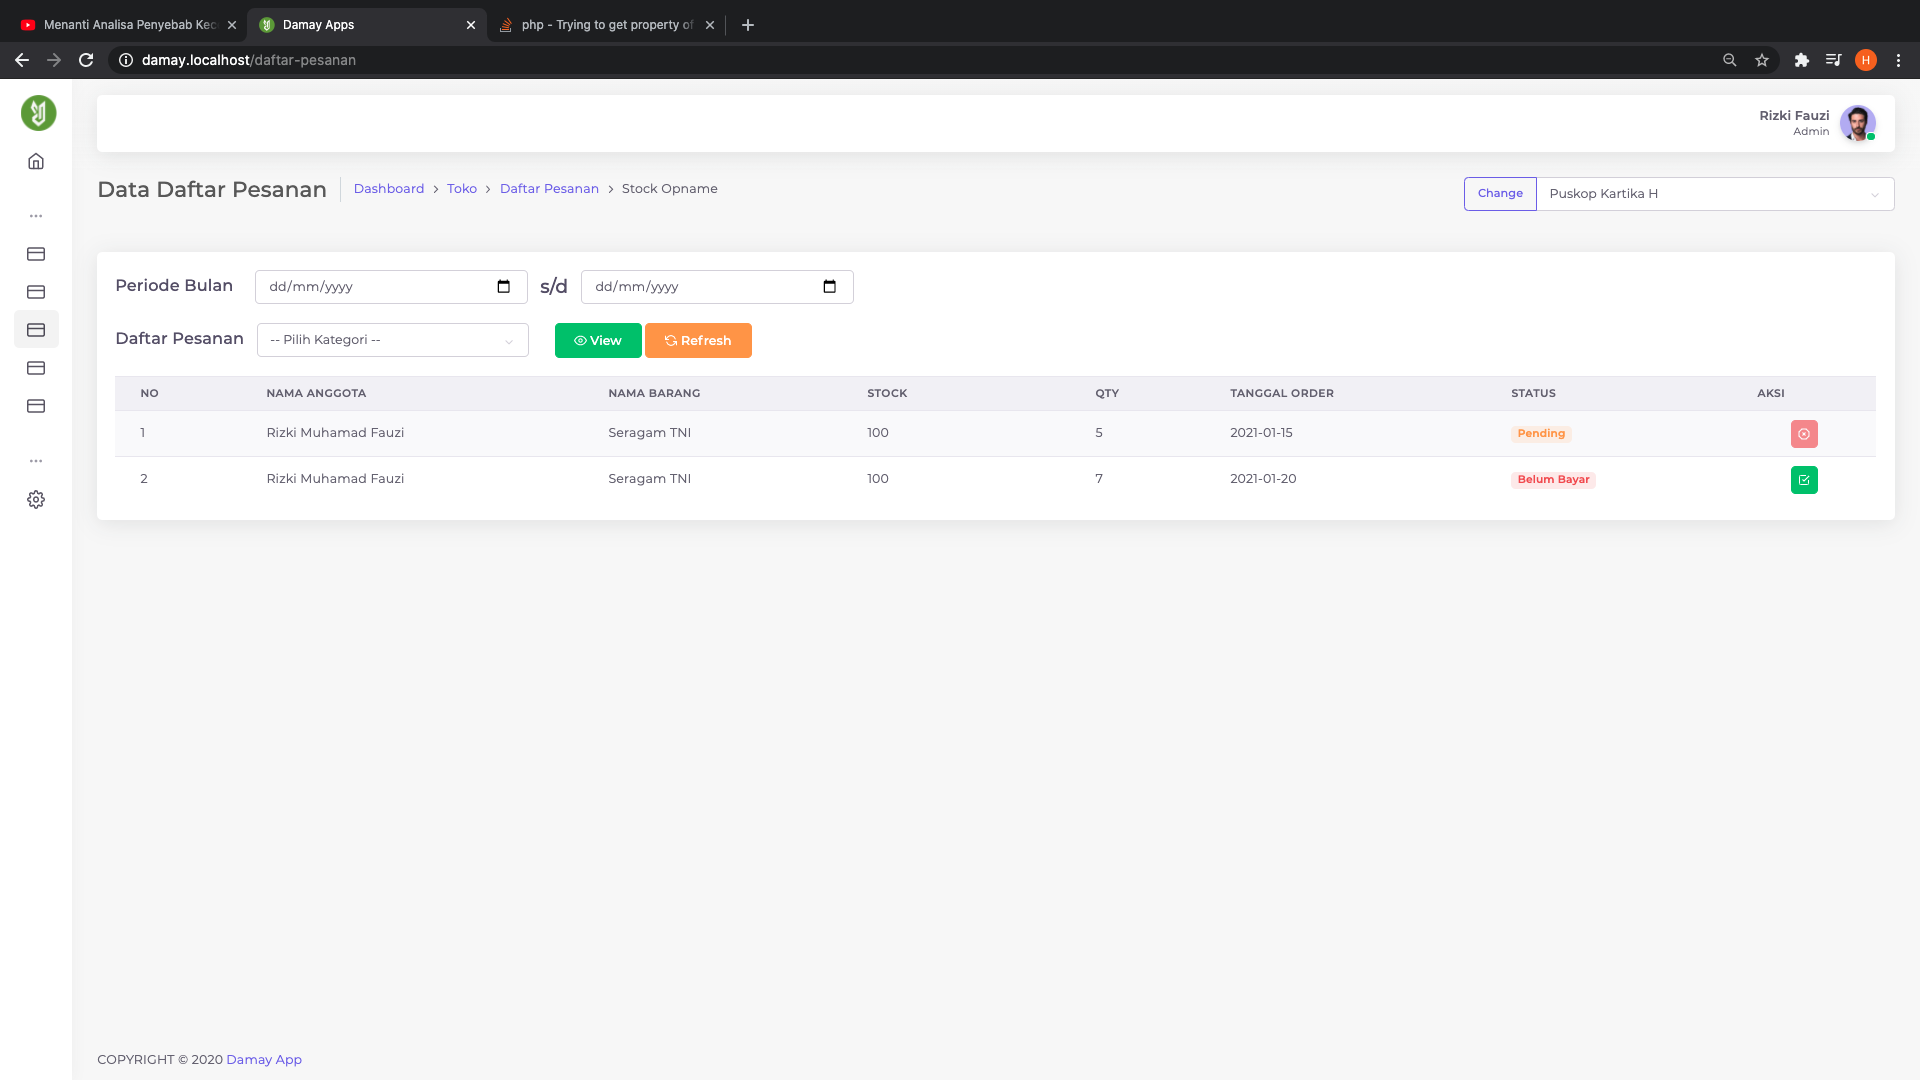 Menanti Analisa Penyebab Kec
Damay Apps
php - Trying to get property of
damay.localhost/daftar-pesanan
H
Rizki Fauzi
Admin
Data Daftar Pesanan
Dashboard > Toko > Daftar Pesanan > Stock Opname
Change
Puskop Kartika H
Periode Bulan
dd/mm/yyyy
s/d
dd/mm/yyyy
Daftar Pesanan
-- Pilih Kategori --
View
Refresh
NO NAMA ANGGOTA NAMA BARANG STOCK QTY TANGGAL ORDER STATUS AKSI
1 Rizki Muhamad Fauzi Seragam TNI 100 5 2021-01-15 Pending
2 Rizki Muhamad Fauzi Seragam TNI 100 7 2021-01-20 Belum Bayar
COPYRIGHT © 2020 Damay App